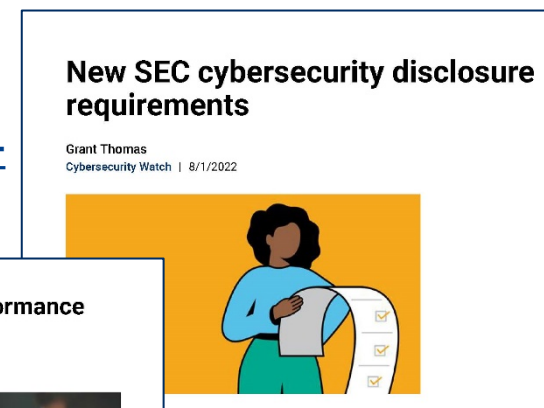 New SEC cybersecurity disclosure
requirements
Grant Thomas
Cybersecurity Watch | 8/1/2022
ormance